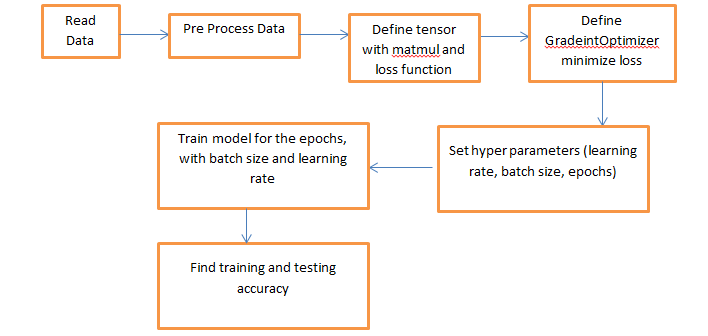 Read
Data
Pre Process Data
Define tensor
with matmul and
loss function
Define
GradeintOptimizer
minimize loss
Set hyper parameters (learning
rate, batch size, epochs)
Train model for the epochs,
with batch size and learning
rate
Find training and testing
accuracy